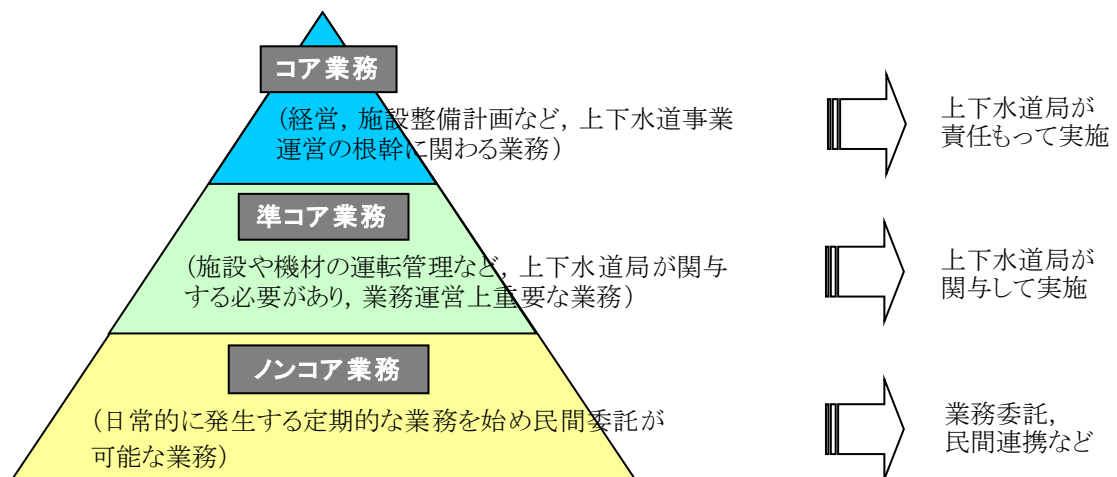 コア業務
(経営, 施設整備計画など, 上下水道事業
運営の根幹に関わる業務)
上下水道局が
責任もって実施
準コア業務
(施設や機材の運転管理など, 上下水道局が関与
する必要があり, 業務運営上重要な業務)
上下水道局が
関与して実施
ノンコア業務
(日常的に発生する定期的な業務を始め民間委託が
可能な業務)
業務委託,
民間連携など